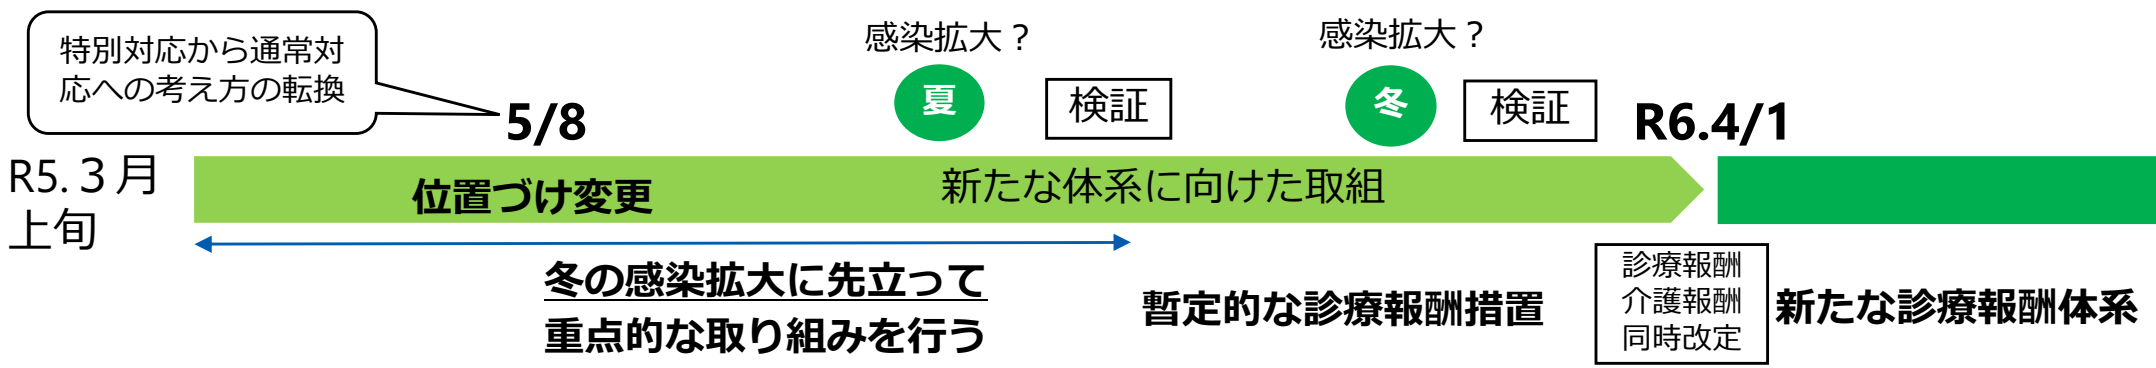 特別対応から通常対
応への考え方の転換
5/8
感染拡大？
夏
検証
感染拡大？
冬
検証
R6.4/1
R5.３月
上旬
位置づけ変更
新たな体系に向けた取組
冬の感染拡大に先立って
重点的な取り組みを行う
暫定的な診療報酬措置
診療報酬
介護報酬
同時改定
新たな診療報酬体系